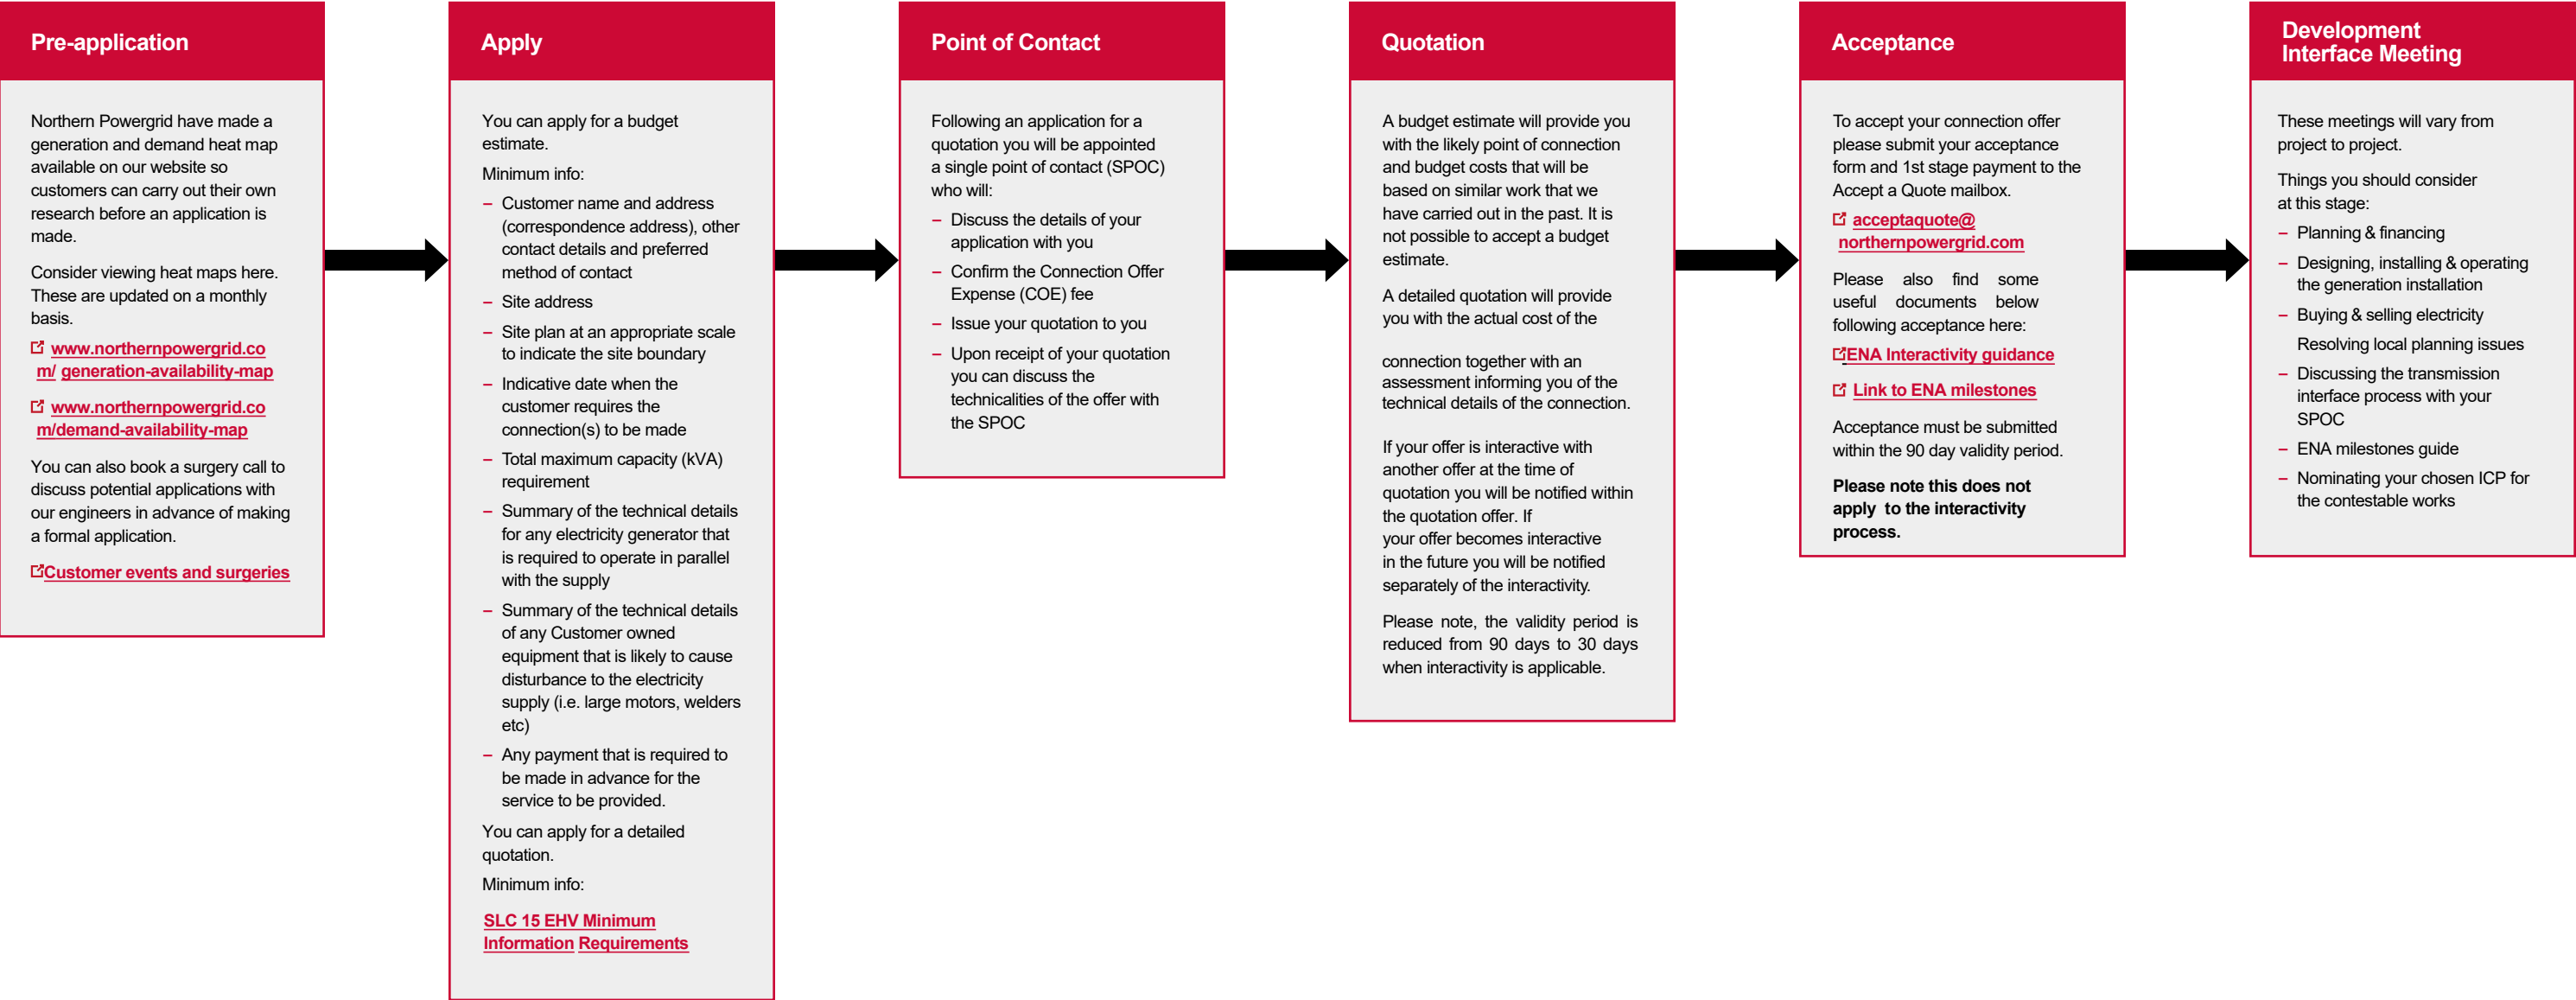 Pre-application
Northern Powergrid have made a
generation and demand heat map
available on our website so
customers can carry out their own
research before an application is
made.
Consider viewing heat maps here.
These are updated on a monthly
basis.
www.northernpowergrid.co
m/ generation-availability-map
www.northernpowergrid.co
m/demand-availability-map
You can also book a surgery call to
discuss potential applications with
our engineers in advance of making
a formal application.
Customer events and surgeries
Apply
You can apply for a budget
estimate.
Minimum info:
– Customer name and address
(correspondence address), other
contact details and preferred
method of contact
– Site address
– Site plan at an appropriate scale
to indicate the site boundary
– Indicative date when the
customer requires the
connection(s) to be made
– Total maximum capacity (kVA)
requirement
– Summary of the technical details
for any electricity generator that
is required to operate in parallel
with the supply
– Summary of the technical details
of any Customer owned
equipment that is likely to cause
disturbance to the electricity
supply (i.e. large motors, welders
etc)
– Any payment that is required to
be made in advance for the
service to be provided.
You can apply for a detailed
quotation.
Minimum info:
SLC 15 EHV Minimum
Information Requirements
Point of Contact
Following an application for a
quotation you will be appointed
a single point of contact (SPOC)
who will:
– Discuss the details of your
application with you
– Confirm the Connection Offer
Expense (COE) fee
– Issue your quotation to you
– Upon receipt of your quotation
you can discuss the
technicalities of the offer with
the SPOC
Quotation
A budget estimate will provide you
with the likely point of connection
and budget costs that will be
based on similar work that we
have carried out in the past. It is
not possible to accept a budget
estimate.
A detailed quotation will provide
you with the actual cost of the
connection together with an
assessment informing you of the
technical details of the connection.
If your offer is interactive with
another offer at the time of
quotation you will be notified within
the quotation offer. If
your offer becomes interactive
in the future you will be notified
separately of the interactivity.
Please note, the validity period is
reduced from 90 days to 30 days
when interactivity is applicable.
Acceptance
To accept your connection offer
please submit your acceptance
form and 1st stage payment to the
Accept a Quote mailbox.
acceptaquote@
northernpowergrid.com
Please also find some
useful documents below
following acceptance here:
ENA Interactivity guidance
Link to ENA milestones
Acceptance must be submitted
within the 90 day validity period.
Please note this does not
apply to the interactivity
process.
Development
Interface Meeting
These meetings will vary from
project to project.
Things you should consider
at this stage:
– Planning & financing
– Designing, installing & operating
the generation installation
– Buying & selling electricity
Resolving local planning issues
– Discussing the transmission
interface process with your
SPOC
– ENA milestones guide
– Nominating your chosen ICP for
the contestable works